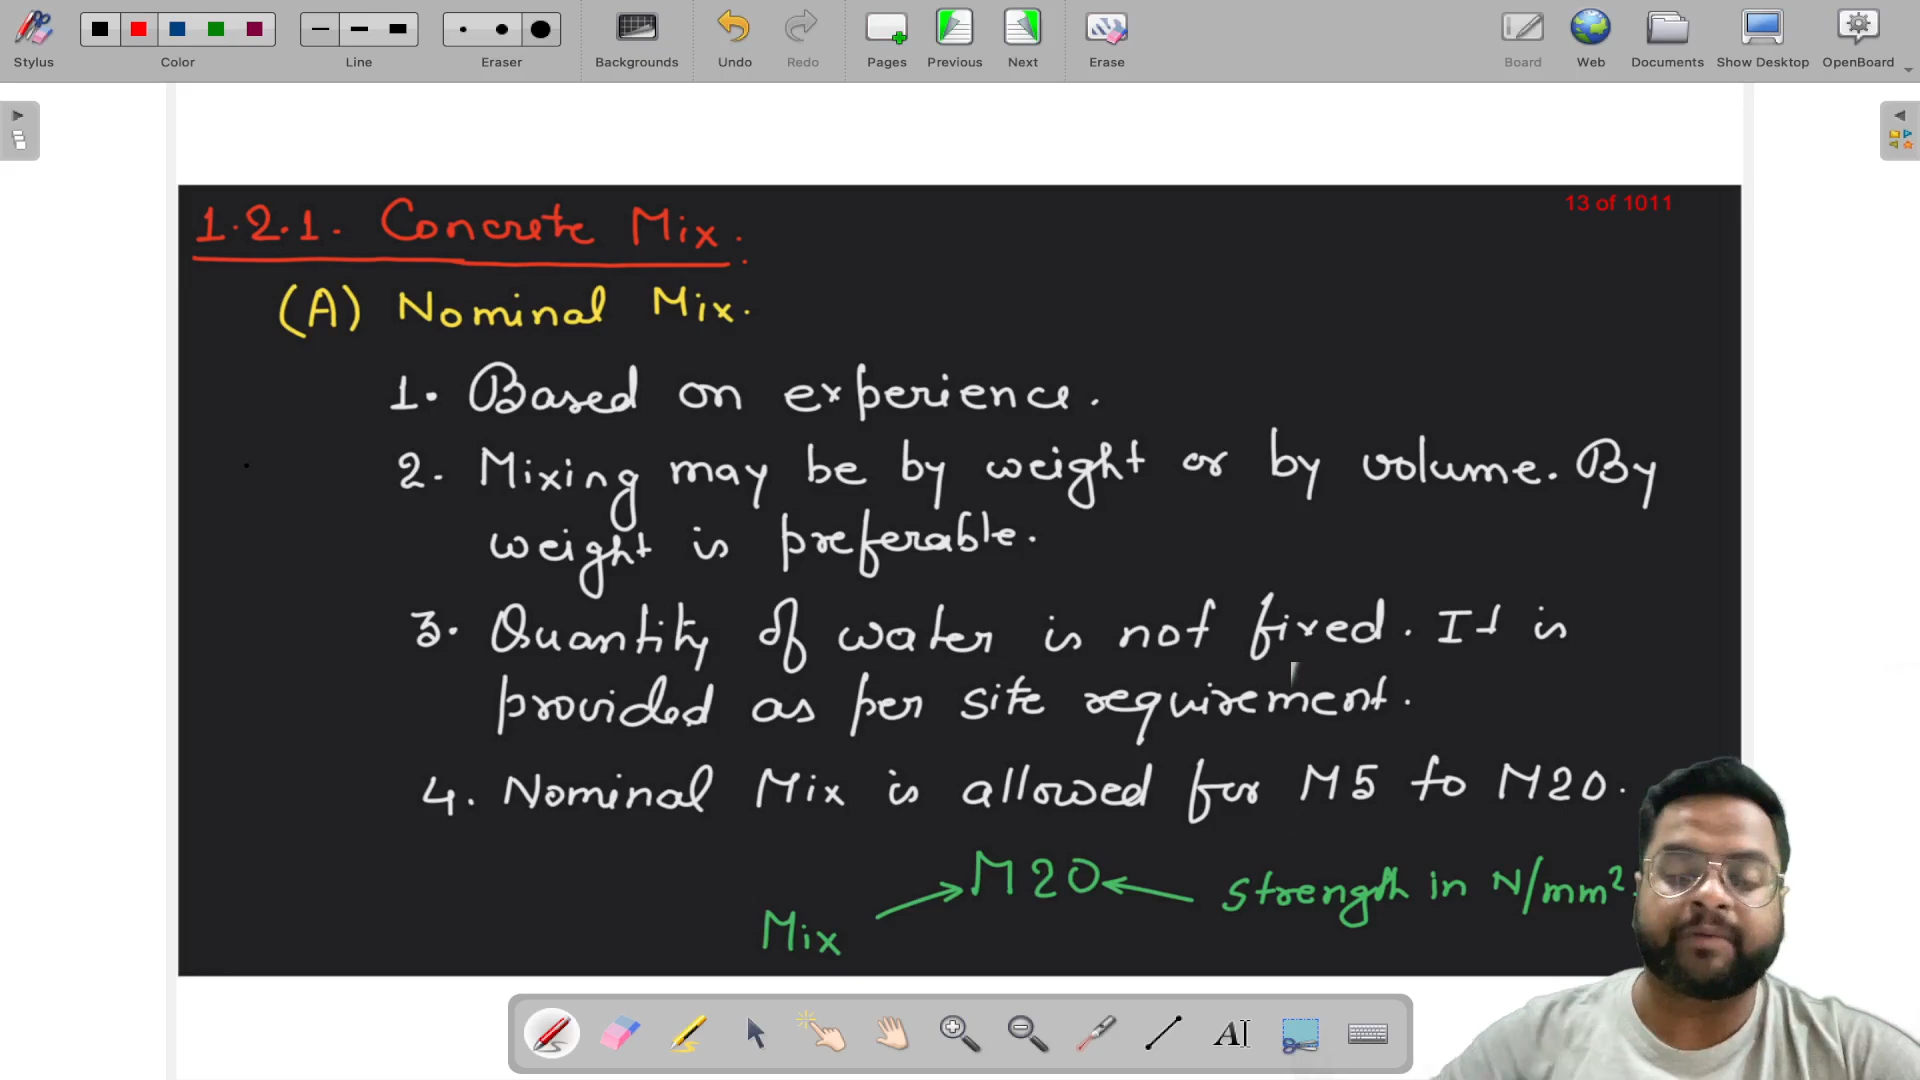 Stylus
Color
Line
Eraser
Backgrounds
Undo
Redo
Pages
Previous
Next
Erase
Board
Web
Documents
Show Desktop
OpenBoard
13 of 1011
1.2.1. Concrete Mix.
(A) Nominal Mix.
1. Based on experience.
2. Mixing may be by weight or by volume. By
weight is preferable.
3. Quantity of water is not fixed. It is
provided as per site requirement.
4. Nominal Mix is allowed for M5 to M20.
M20
Strength in N/mm².
Mix
AI